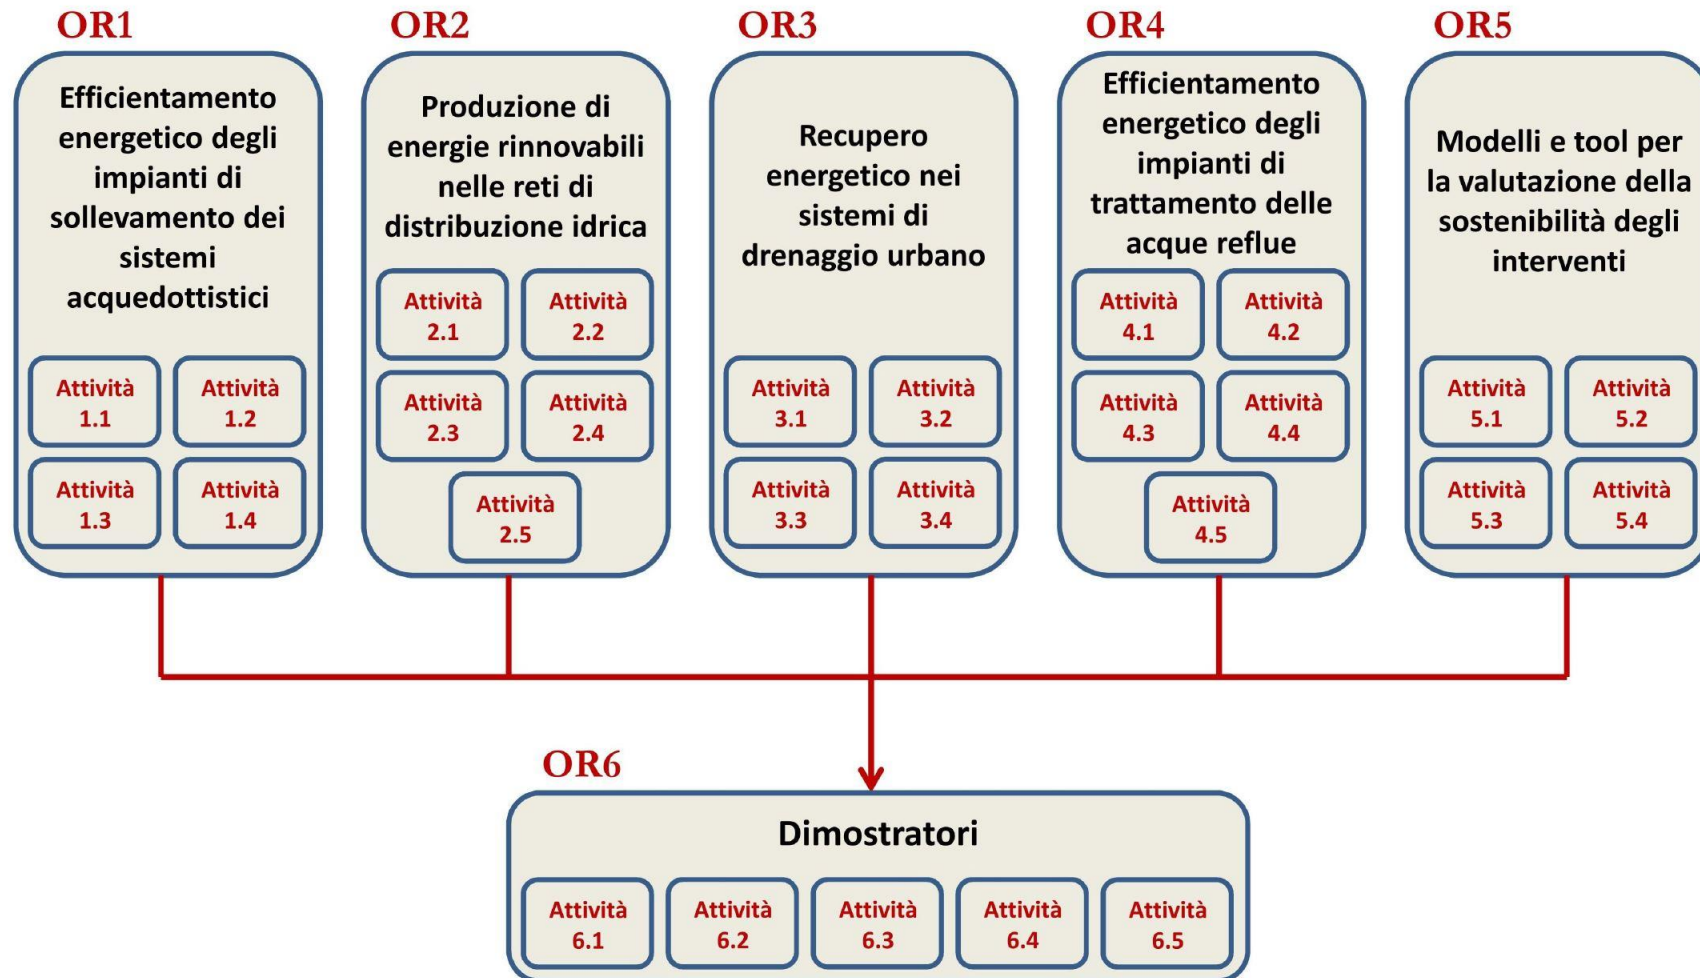 OR1
Efficientamento
energetico degli
impianti di
sollevamento dei
sistemi
acquedottistici
Attività
1.1
Attività
1.2
Attività
1.3
Attività
1.4
OR2
Produzione di
energie rinnovabili
nelle reti di
distribuzione idrica
Attività
2.1
Attività
2.2
Attività
2.3
Attività
2.4
Attività
2.5
OR3
Recupero
energetico nei
sistemi di
drenaggio urbano
Attività
3.1
Attività
3.2
Attività
3.3
Attività
3.4
OR4
Efficientamento
energetico degli
impianti di
trattamento delle
acque reflue
Attività
4.1
Attività
4.2
Attività
4.3
Attività
4.4
Attività
4.5
OR5
Modelli e tool per
la valutazione della
sostenibilità degli
interventi
Attività
5.1
Attività
5.2
Attività
5.3
Attività
5.4
OR6
Dimostratori
Attività
6.1
Attività
6.2
Attività
6.3
Attività
6.4
Attività
6.5